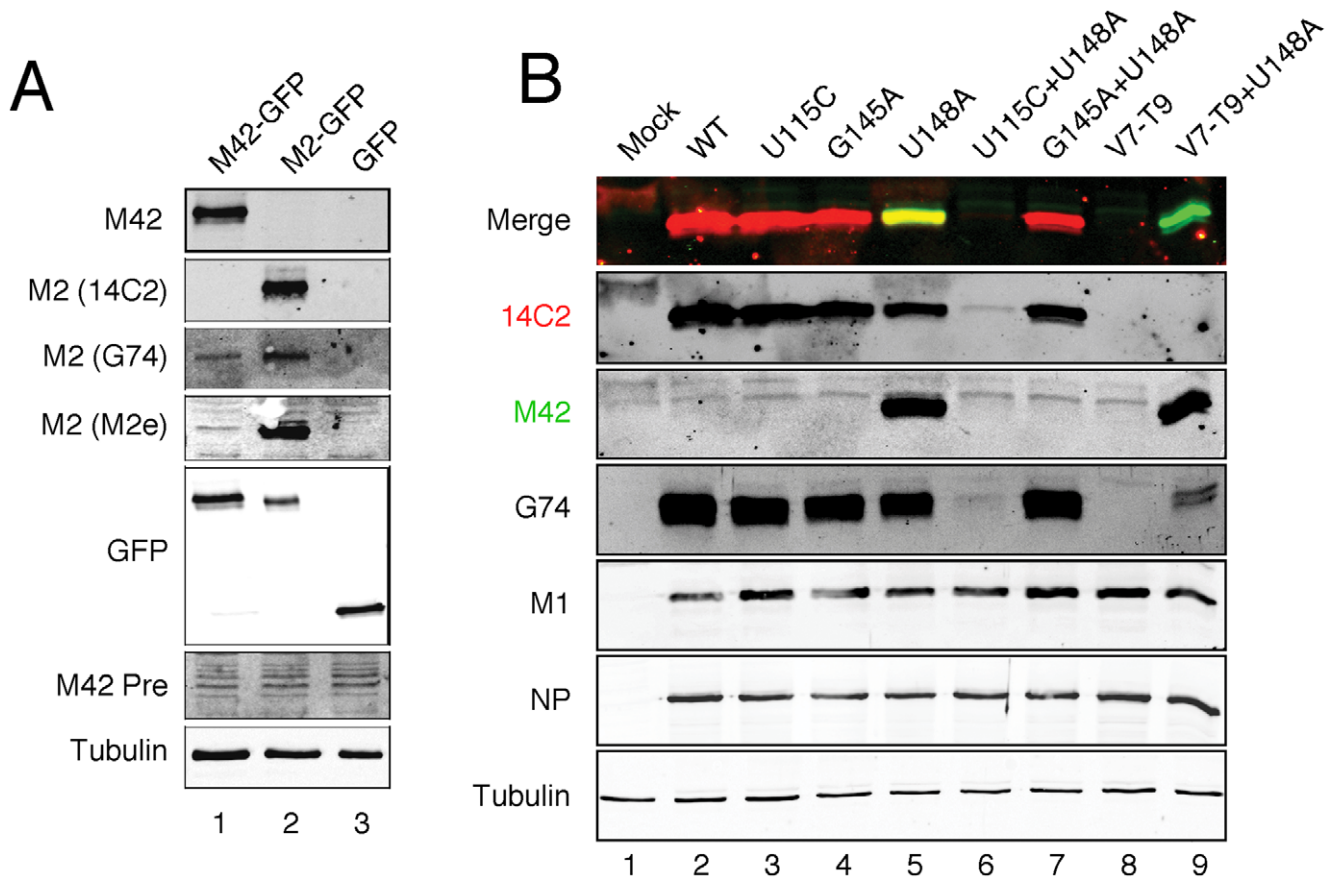 A
M42-GFP
M2-GFP
GFP
M42
M2 (14C2)
M2 (G74)
M2 (M2e)
GFP
M42 Pre
Tubulin
1 2 3
B
Mock
WT
U115C
G145A
U148A
U115C+U148A
G145A+U148A
V7-T9
V7-T9+U148A
Merge
14C2
M42
G74
M1
NP
Tubulin
1 2 3 4 5 6 7 8 9